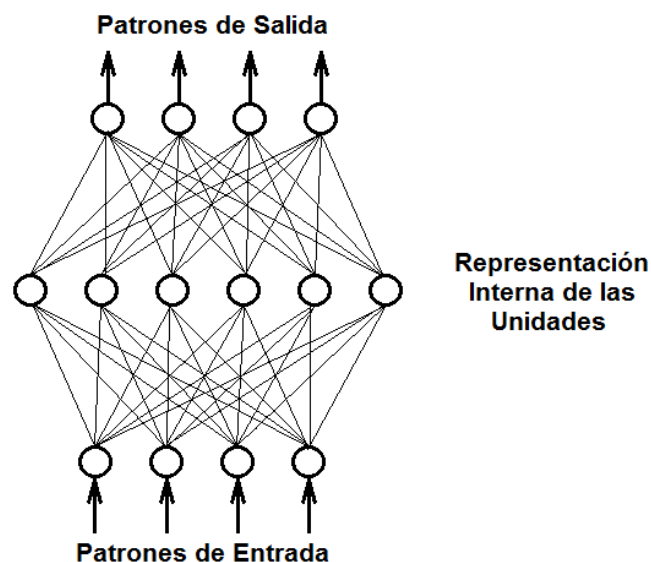 Patrones de Salida
Representación
Interna de las
Unidades
Patrones de Entrada